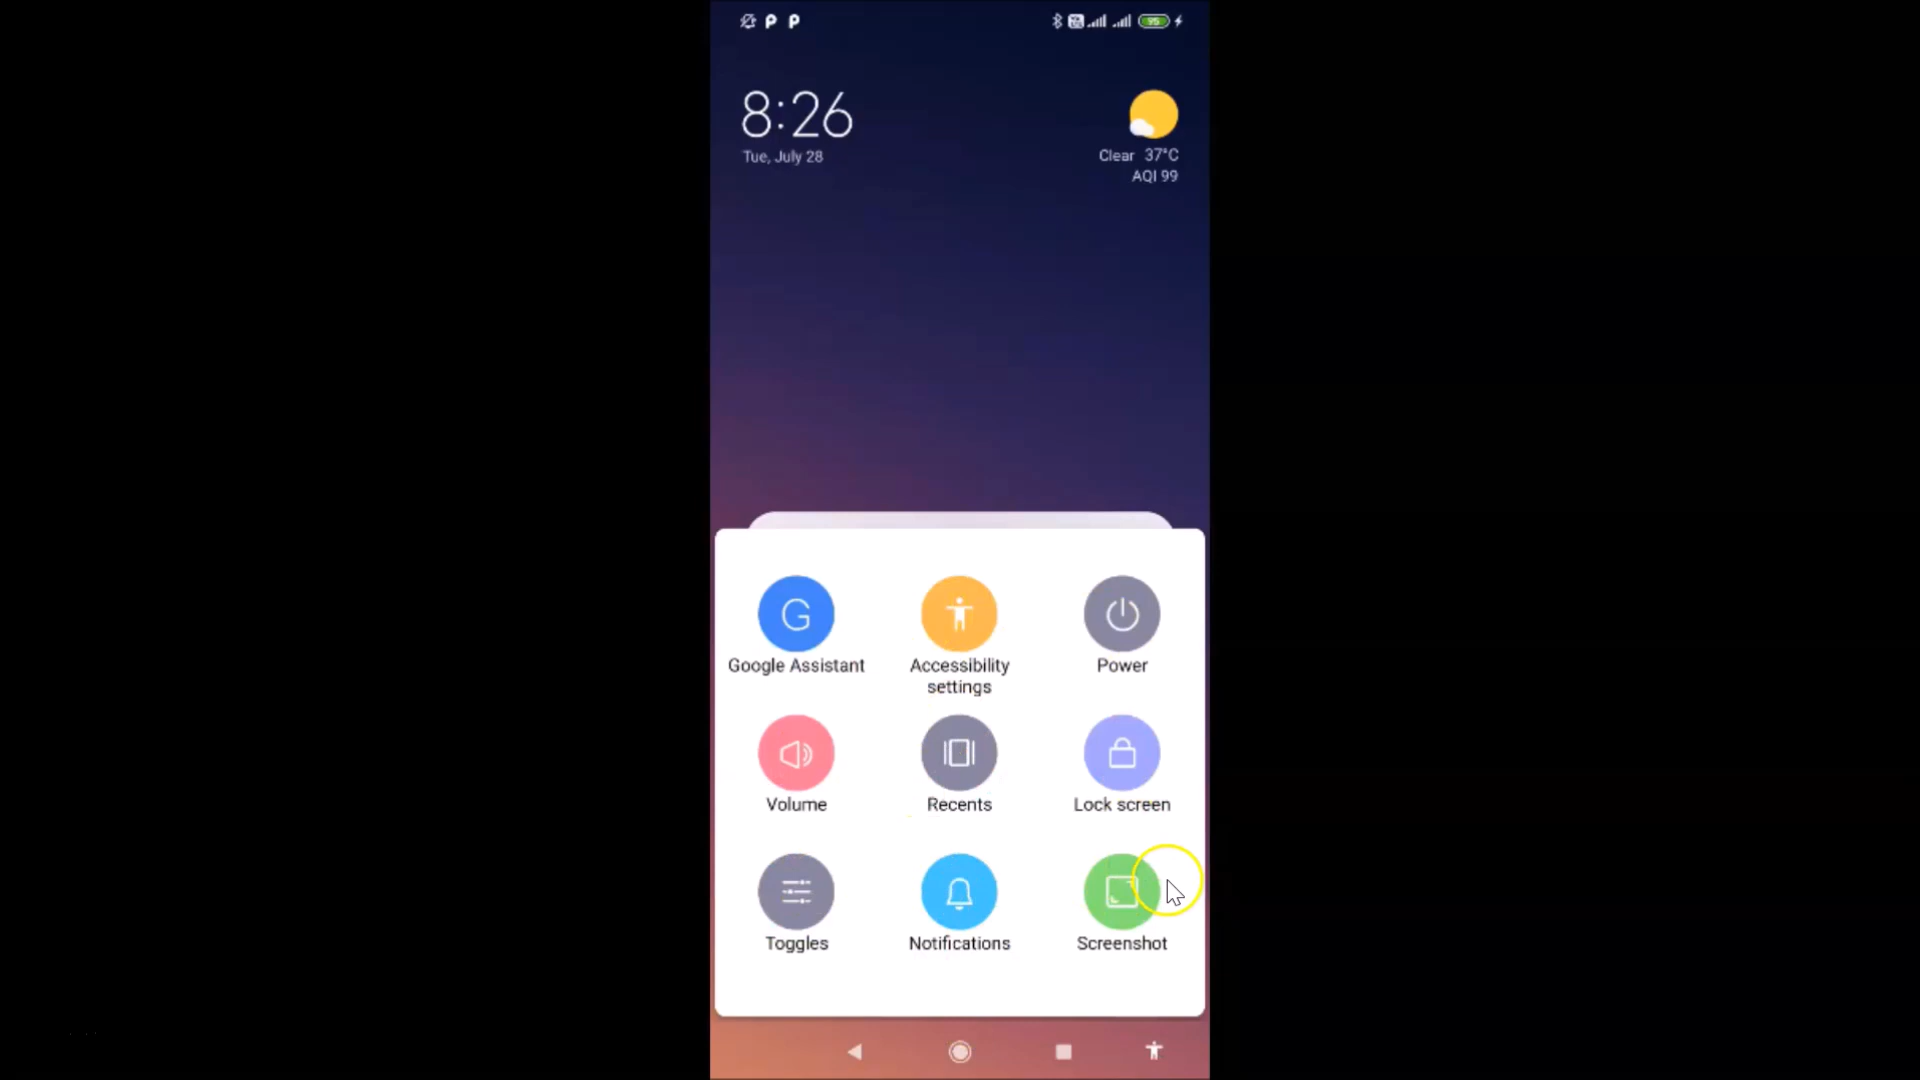 95
8:26
Tue, July 28
Clear 37°C
AQI 99
G
Google Assistant
Accessibility
settings
Power
Volume
Recents
Lock screen
Toggles
Notifications
Screenshot